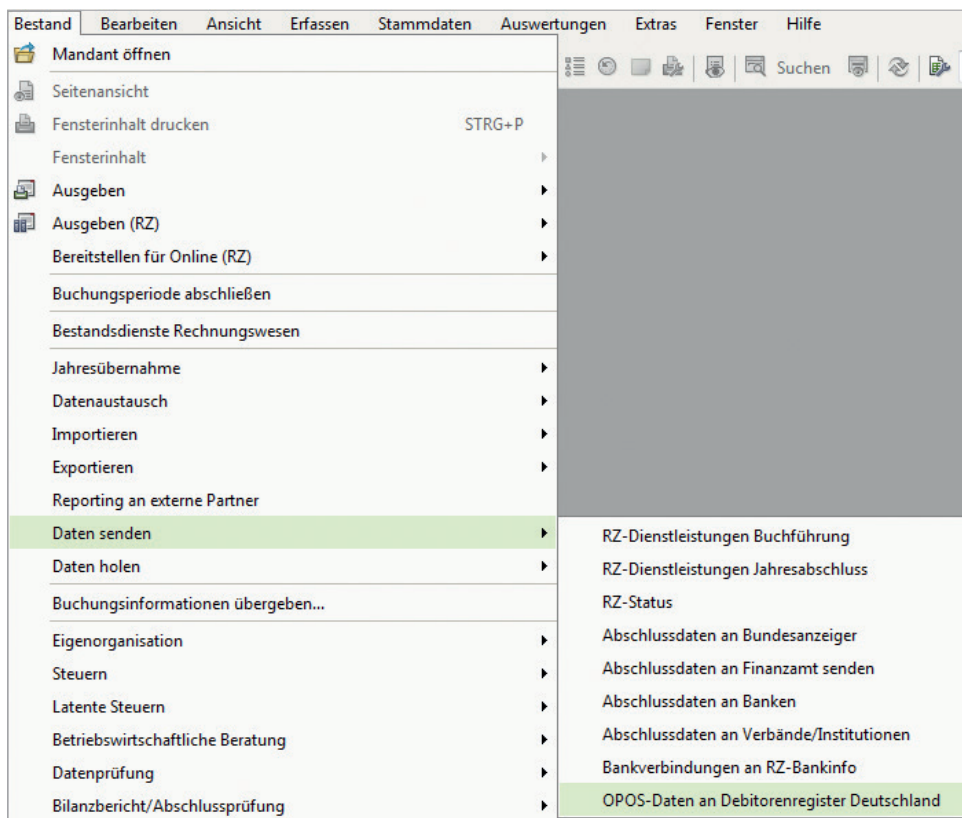 Bestand Bearbeiten Ansicht Erfassen Stammdaten Auswertungen Extras Fenster Hilfe
Mandant öffnen
Suchen
Seitenansicht
Fensterinhalt drucken STRG+P
Fensterinhalt
Ausgeben
Ausgeben (RZ)
Bereitstellen für Online (RZ)
Buchungsperiode abschließen
Bestandsdienste Rechnungswesen
Jahresübernahme
Datenaustausch
Importieren
Exportieren
Reporting an externe Partner
Daten senden
Daten holen
Buchungsinformationen übergeben...
Eigenorganisation
Steuern
Latente Steuern
Betriebswirtschaftliche Beratung
Datenprüfung
Bilanzbericht/Abschlussprüfung
RZ-Dienstleistungen Buchführung
RZ-Dienstleistungen Jahresabschluss
RZ-Status
Abschlussdaten an Bundesanzeiger
Abschlussdaten an Finanzamt senden
Abschlussdaten an Banken
Abschlussdaten an Verbände/Institutionen
Bankverbindungen an RZ-Bankinfo
OPOS-Daten an Debitorenregister Deutschland